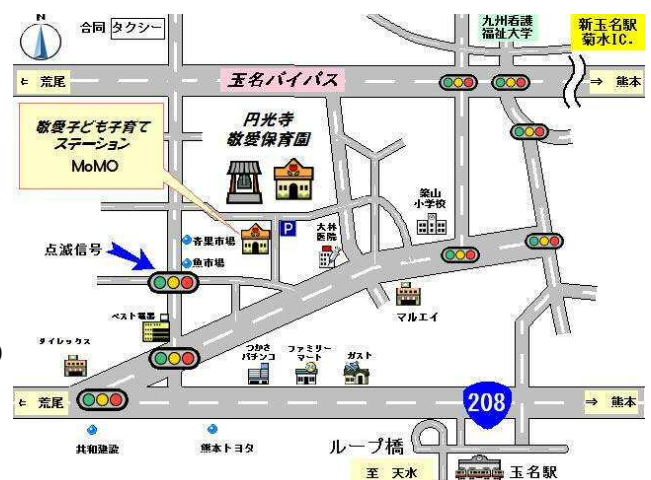 N
合同 タクシー
九州看護
福祉大学
新玉名駅
菊水IC.
⇐ 荒尾
玉名バイパス
⇒ 熊本
敬愛子ども子育て
ステーション
MoMO
円光寺
敬愛保育園
築山
小学校
P
大林
医院
点滅信号
青果市場
魚市場
マルエイ
ベスト電器
ダイレックス
つかさ
パチンコ
ファミリー
マート
ガスト
⇐ 荒尾
208
⇒ 熊本
共和建設
熊本トヨタ
ループ橋
至 天水
玉名駅